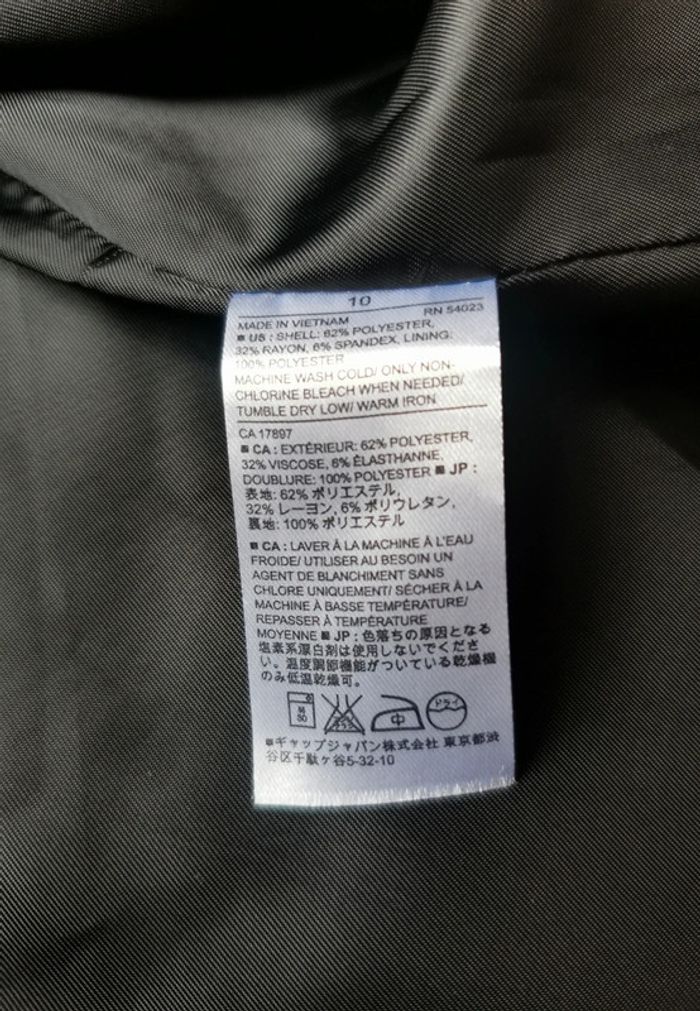 10
MADE IN VIETNAM RN 54023
■ US : SHELL: 62% POLYESTER,
32% RAYON, 6% SPANDEX, LINING:
100% POLYESTER
MACHINE WASH COLD/ ONLY NON-
CHLORINE BLEACH WHEN NEEDED/
TUMBLE DRY LOW/ WARM IRON
CA 17897
■ CA : EXTÉRIEUR: 62% POLYESTER,
32% VISCOSE, 6% ÉLASTHANNE,
DOUBLURE: 100% POLYESTER ■ JP :
表地: 62% ポリエステル,
32% レーヨン, 6% ポリウレタン,
裏地: 100% ポリエステル
■ CA : LAVER À LA MACHINE À L'EAU
FROIDE/ UTILISER AU BESOIN UN
AGENT DE BLANCHIMENT SANS
CHLORE UNIQUEMENT/ SÉCHER À LA
MACHINE À BASSE TEMPÉRATURE/
REPASSER À TEMPÉRATURE
MOYENNE ■ JP : 色落ちの原因となる
塩素系漂白剤は使用しないでくださ
い。温度調節機能がついている乾燥機
のみ低温乾燥可。
中 ドライ
■ギャップジャパン株式会社 東京都渋
谷区千駄ヶ谷5-32-10